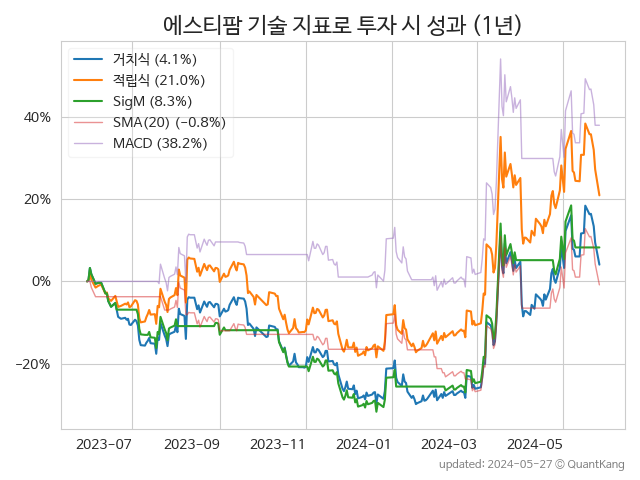 에스티팜 기술 지표로 투자 시 성과 (1년)
거치식 (4.1%)
적립식 (21.0%)
SigM (8.3%)
SMA(20) (−0.8%)
MACD (38.2%)
40%
20%
0%
−20%
2023-07 2023-09 2023-11 2024-01 2024-03 2024-05
updated: 2024-05-27 © QuantKang